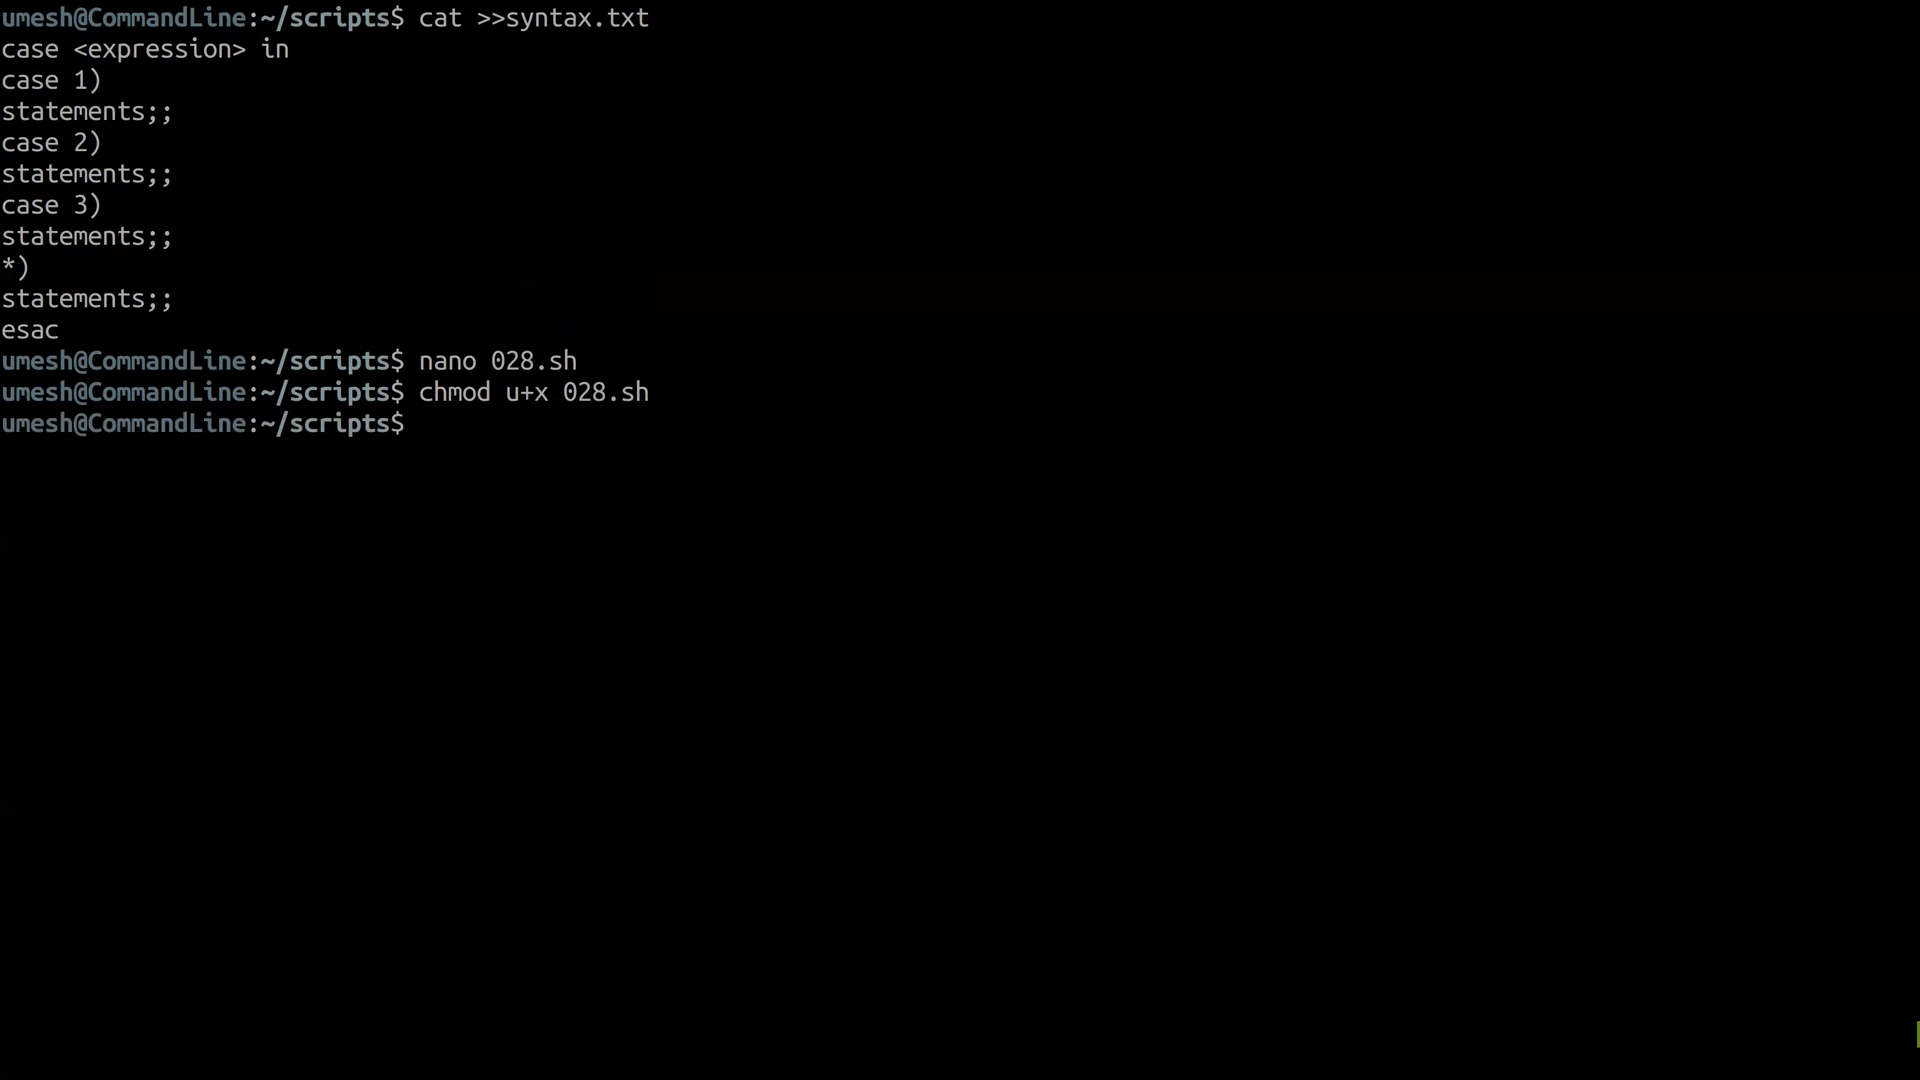 umesh@CommandLine:~/scripts$ cat >>syntax.txt
case <expression> in
case 1)
statements;;
case 2)
statements;;
case 3)
statements;;
*)
statements;;
esac
umesh@CommandLine:~/scripts$ nano 028.sh
umesh@CommandLine:~/scripts$ chmod u+x 028.sh
umesh@CommandLine:~/scripts$